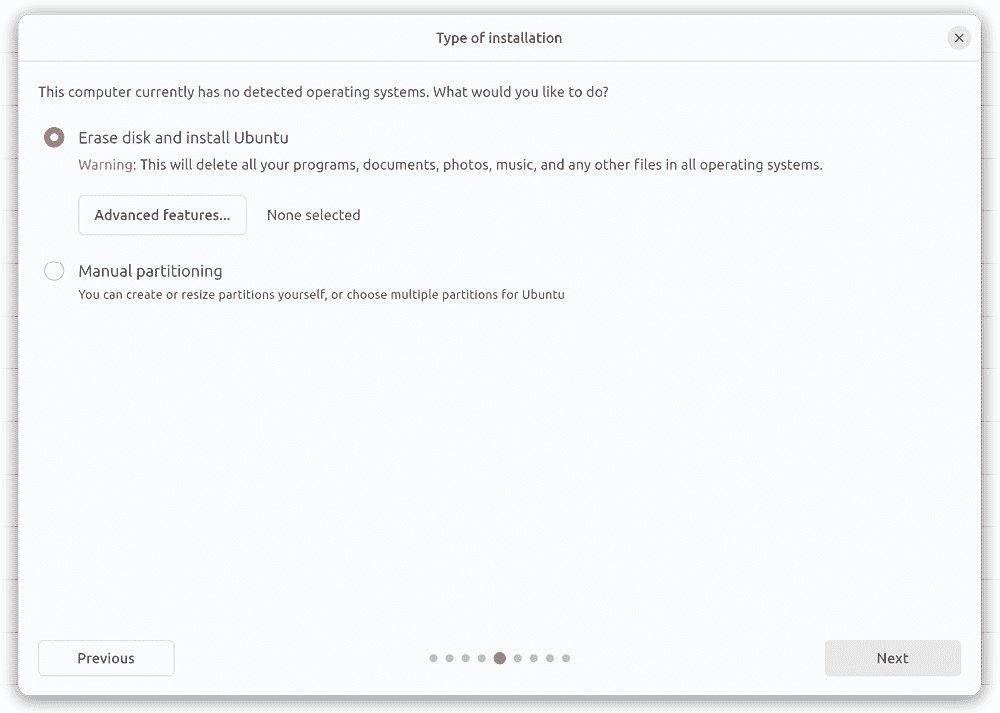 Type of installation
This computer currently has no detected operating systems. What would you like to do?
Erase disk and install Ubuntu
Warning: This will delete all your programs, documents, photos, music, and any other files in all operating systems.
Advanced features... None selected
Manual partitioning
You can create or resize partitions yourself, or choose multiple partitions for Ubuntu
Previous
Next